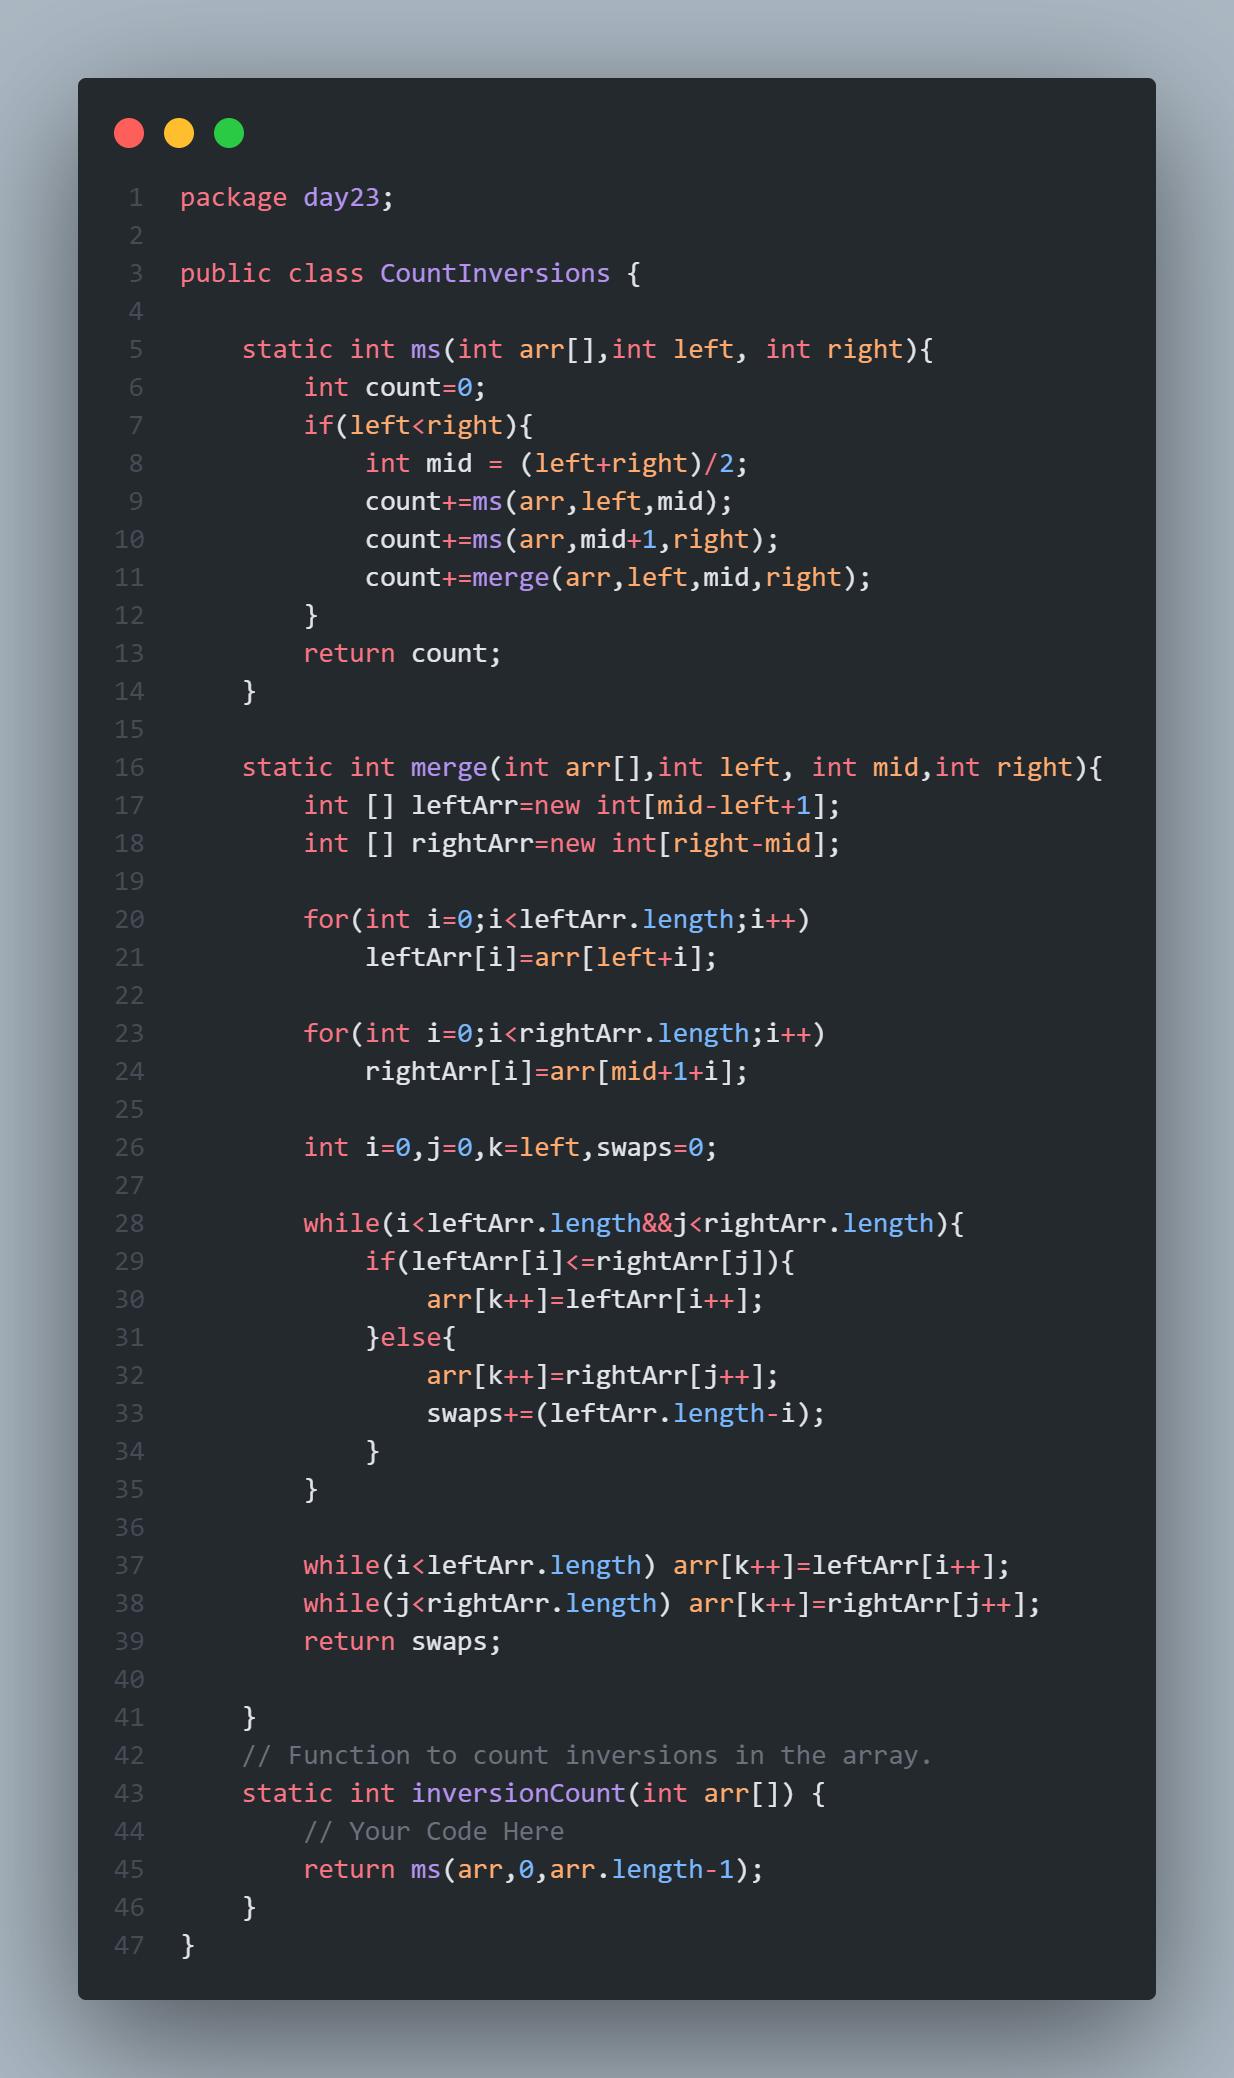 1 package day23;
2
3 public class CountInversions {
4
5     static int ms(int arr[],int left, int right){
6         int count=0;
7         if(left<right){
8             int mid = (left+right)/2;
9             count+=ms(arr,left,mid);
10             count+=ms(arr,mid+1,right);
11             count+=merge(arr,left,mid,right);
12         }
13         return count;
14     }
15
16     static int merge(int arr[],int left, int mid,int right){
17         int [] leftArr=new int[mid-left+1];
18         int [] rightArr=new int[right-mid];
19
20         for(int i=0;i<leftArr.length;i++)
21             leftArr[i]=arr[left+i];
22
23         for(int i=0;i<rightArr.length;i++)
24             rightArr[i]=arr[mid+1+i];
25
26         int i=0,j=0,k=left,swaps=0;
27
28         while(i<leftArr.length&&j<rightArr.length){
29             if(leftArr[i]<=rightArr[j]){
30                 arr[k++]=leftArr[i++];
31             }else{
32                 arr[k++]=rightArr[j++];
33                 swaps+=(leftArr.length-i);
34             }
35         }
36
37         while(i<leftArr.length) arr[k++]=leftArr[i++];
38         while(j<rightArr.length) arr[k++]=rightArr[j++];
39         return swaps;
40
41     }
42     // Function to count inversions in the array.
43     static int inversionCount(int arr[]) {
44         // Your Code Here
45         return ms(arr,0,arr.length-1);
46     }
47 }